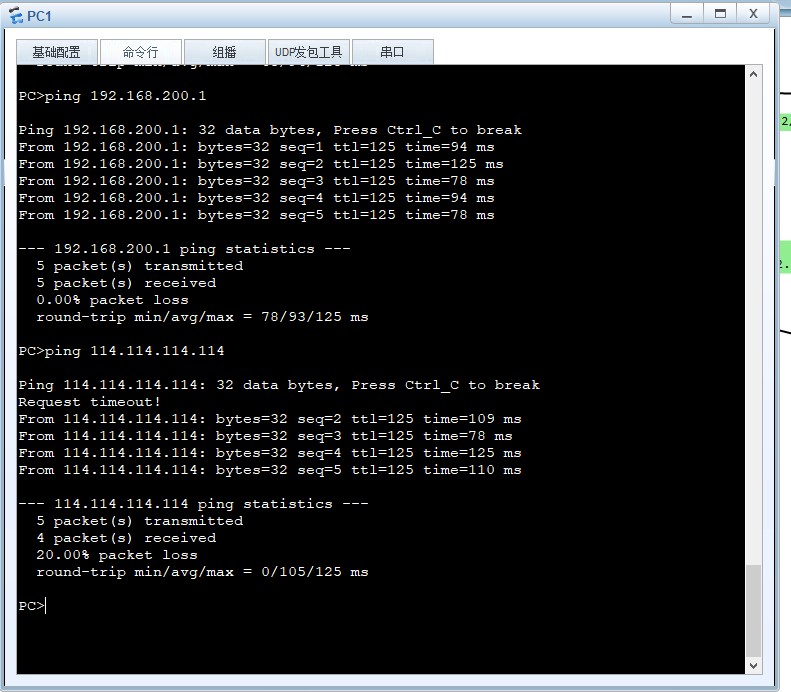 PC1
基础配置 命令行 组播 UDP发包工具 串口
PC>ping 192.168.200.1
Ping 192.168.200.1: 32 data bytes, Press Ctrl_C to break
From 192.168.200.1: bytes=32 seq=1 ttl=125 time=94 ms
From 192.168.200.1: bytes=32 seq=2 ttl=125 time=125 ms
From 192.168.200.1: bytes=32 seq=3 ttl=125 time=78 ms
From 192.168.200.1: bytes=32 seq=4 ttl=125 time=94 ms
From 192.168.200.1: bytes=32 seq=5 ttl=125 time=78 ms
--- 192.168.200.1 ping statistics ---
5 packet(s) transmitted
5 packet(s) received
0.00% packet loss
round-trip min/avg/max = 78/93/125 ms
PC>ping 114.114.114.114
Ping 114.114.114.114: 32 data bytes, Press Ctrl_C to break
Request timeout!
From 114.114.114.114: bytes=32 seq=2 ttl=125 time=109 ms
From 114.114.114.114: bytes=32 seq=3 ttl=125 time=78 ms
From 114.114.114.114: bytes=32 seq=4 ttl=125 time=125 ms
From 114.114.114.114: bytes=32 seq=5 ttl=125 time=110 ms
--- 114.114.114.114 ping statistics ---
5 packet(s) transmitted
4 packet(s) received
20.00% packet loss
round-trip min/avg/max = 0/105/125 ms
PC>